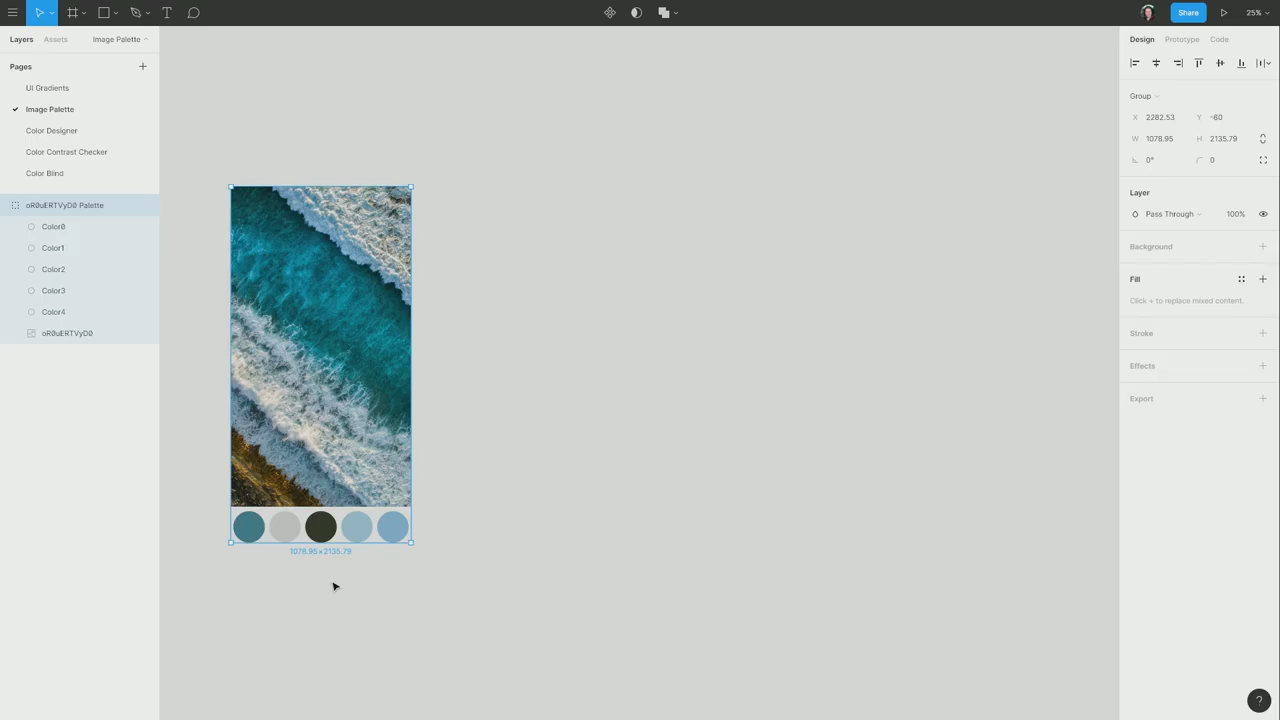 Share
25%
Layers
Assets
Image Palette
Pages
UI Gradients
Image Palette
Color Designer
Color Contrast Checker
Color Blind
oR0uERTVyD0 Palette
Color0
Color1
Color2
Color3
Color4
oR0uERTVyD0
1078.95×2135.79
Design
Prototype
Code
Group
X 2282.53 Y -60
W 1078.95 H 2135.79
0° 0
Layer
Pass Through 100%
Background
Fill
Click + to replace mixed content.
Stroke
Effects
Export
?